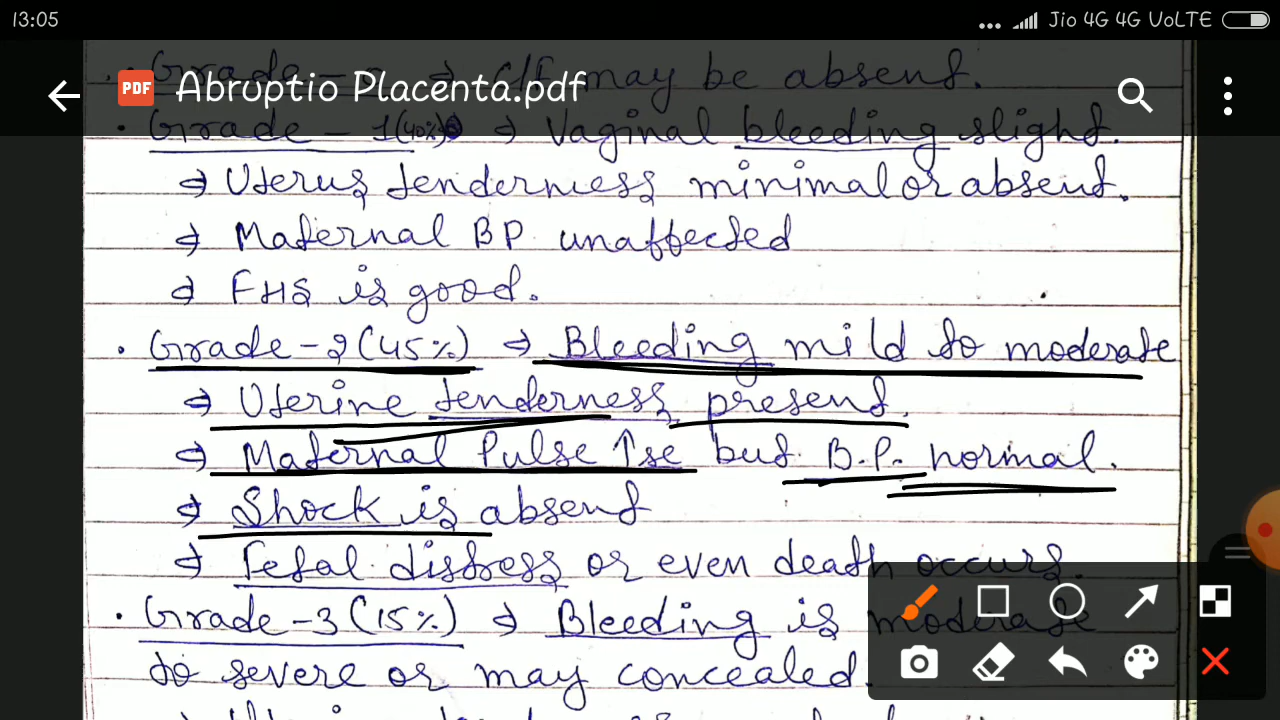 13:05
... Jio 4G 4G VoLTE
PDF Abruptio Placenta.pdf
• Grade - ⇒ C/F may be absent.
• Grade - 1(40%) ⇒ Vaginal bleeding slight.
⇒ Uterus tenderness minimal or absent.
⇒ Maternal BP unaffected
⇒ FHS is good.
• Grade -2 (45%) ⇒ Bleeding mild to moderate
⇒ Uterine tenderness present.
⇒ Maternal Pulse ↑se but B.P. normal.
⇒ Shock is absent
⇒ Fetal distress or even death occurs.
• Grade -3 (15%) ⇒ Bleeding is moderate
to severe or may concealed.